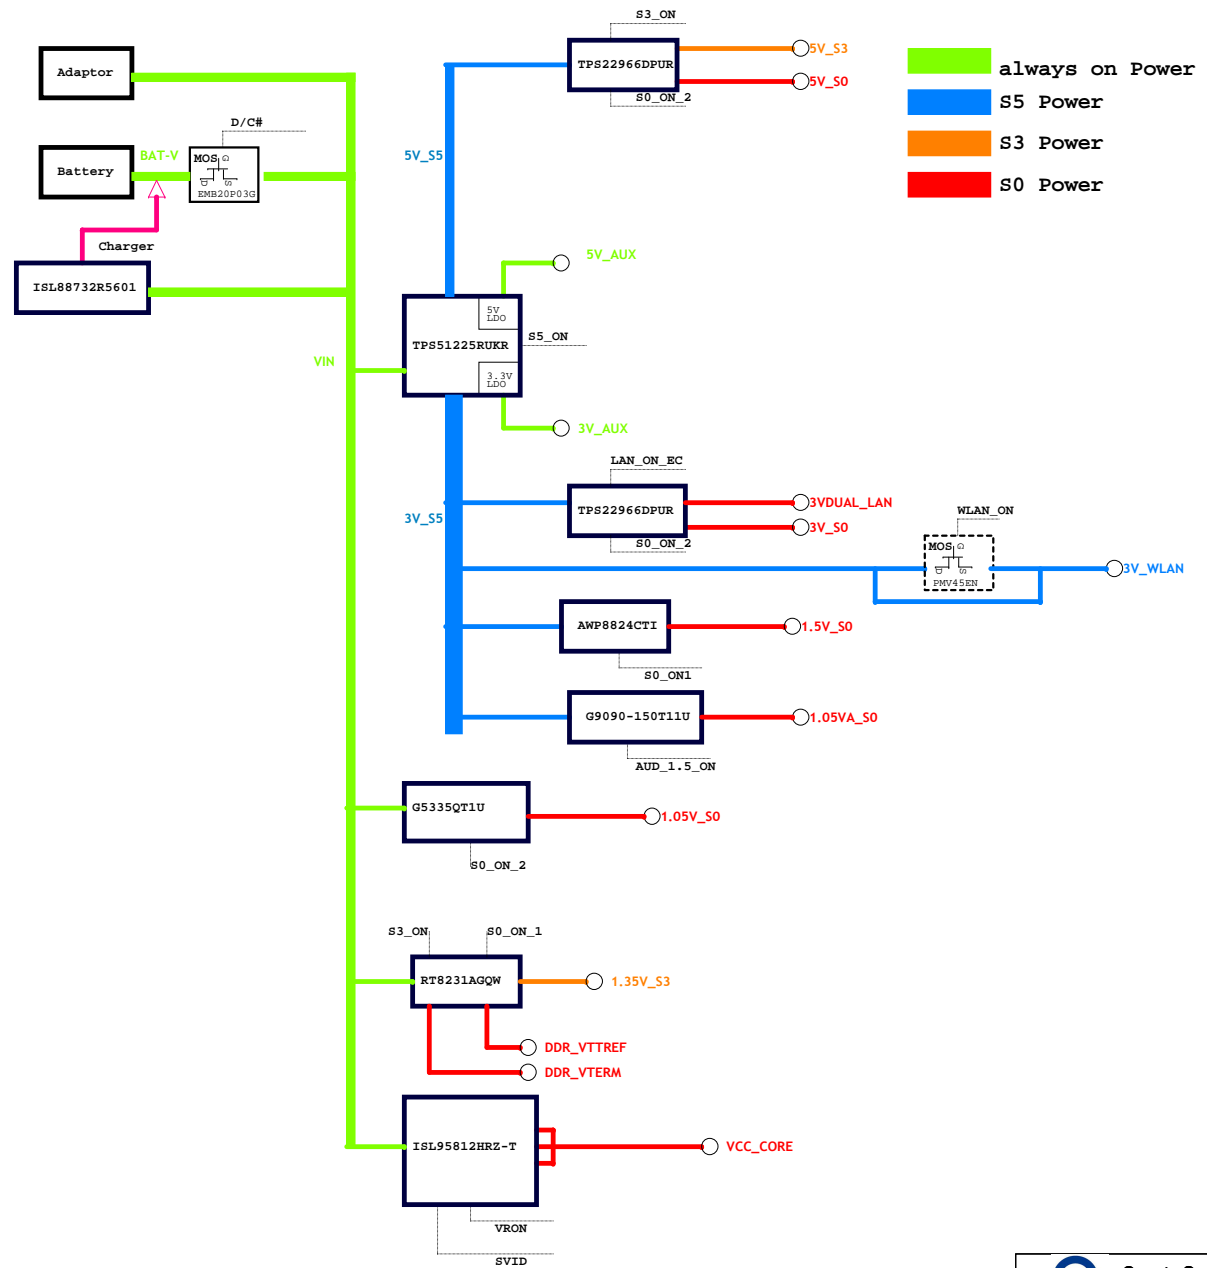 S3_ON
Adaptor
TPS22966DPUR
5V_S3
5V_S0
S0_ON_2
always on Power
S5 Power
S3 Power
S0 Power
D/C#
BAT-V
Battery
MOS
G
D
S
EMB20P03G
5V_S5
Charger
ISL88732R5601
5V_AUX
5V
LDO
TPS51225RUKR
S5_ON
VIN
3.3V
LDO
3V_AUX
LAN_ON_EC
TPS22966DPUR
3VDUAL_LAN
3V_S5
3V_S0
S0_ON_2
WLAN_ON
MOS
G
D
S
PMV45EN
3V_WLAN
AWP8824CTI
1.5V_S0
S0_ON1
G9090-150T11U
1.05VA_S0
AUD_1.5_ON
G5335QT1U
1.05V_S0
S0_ON_2
S3_ON
S0_ON_1
RT8231AGQW
1.35V_S3
DDR_VTTREF
DDR_VTERM
ISL95812HRZ-T
VCC_CORE
VRON
SVID